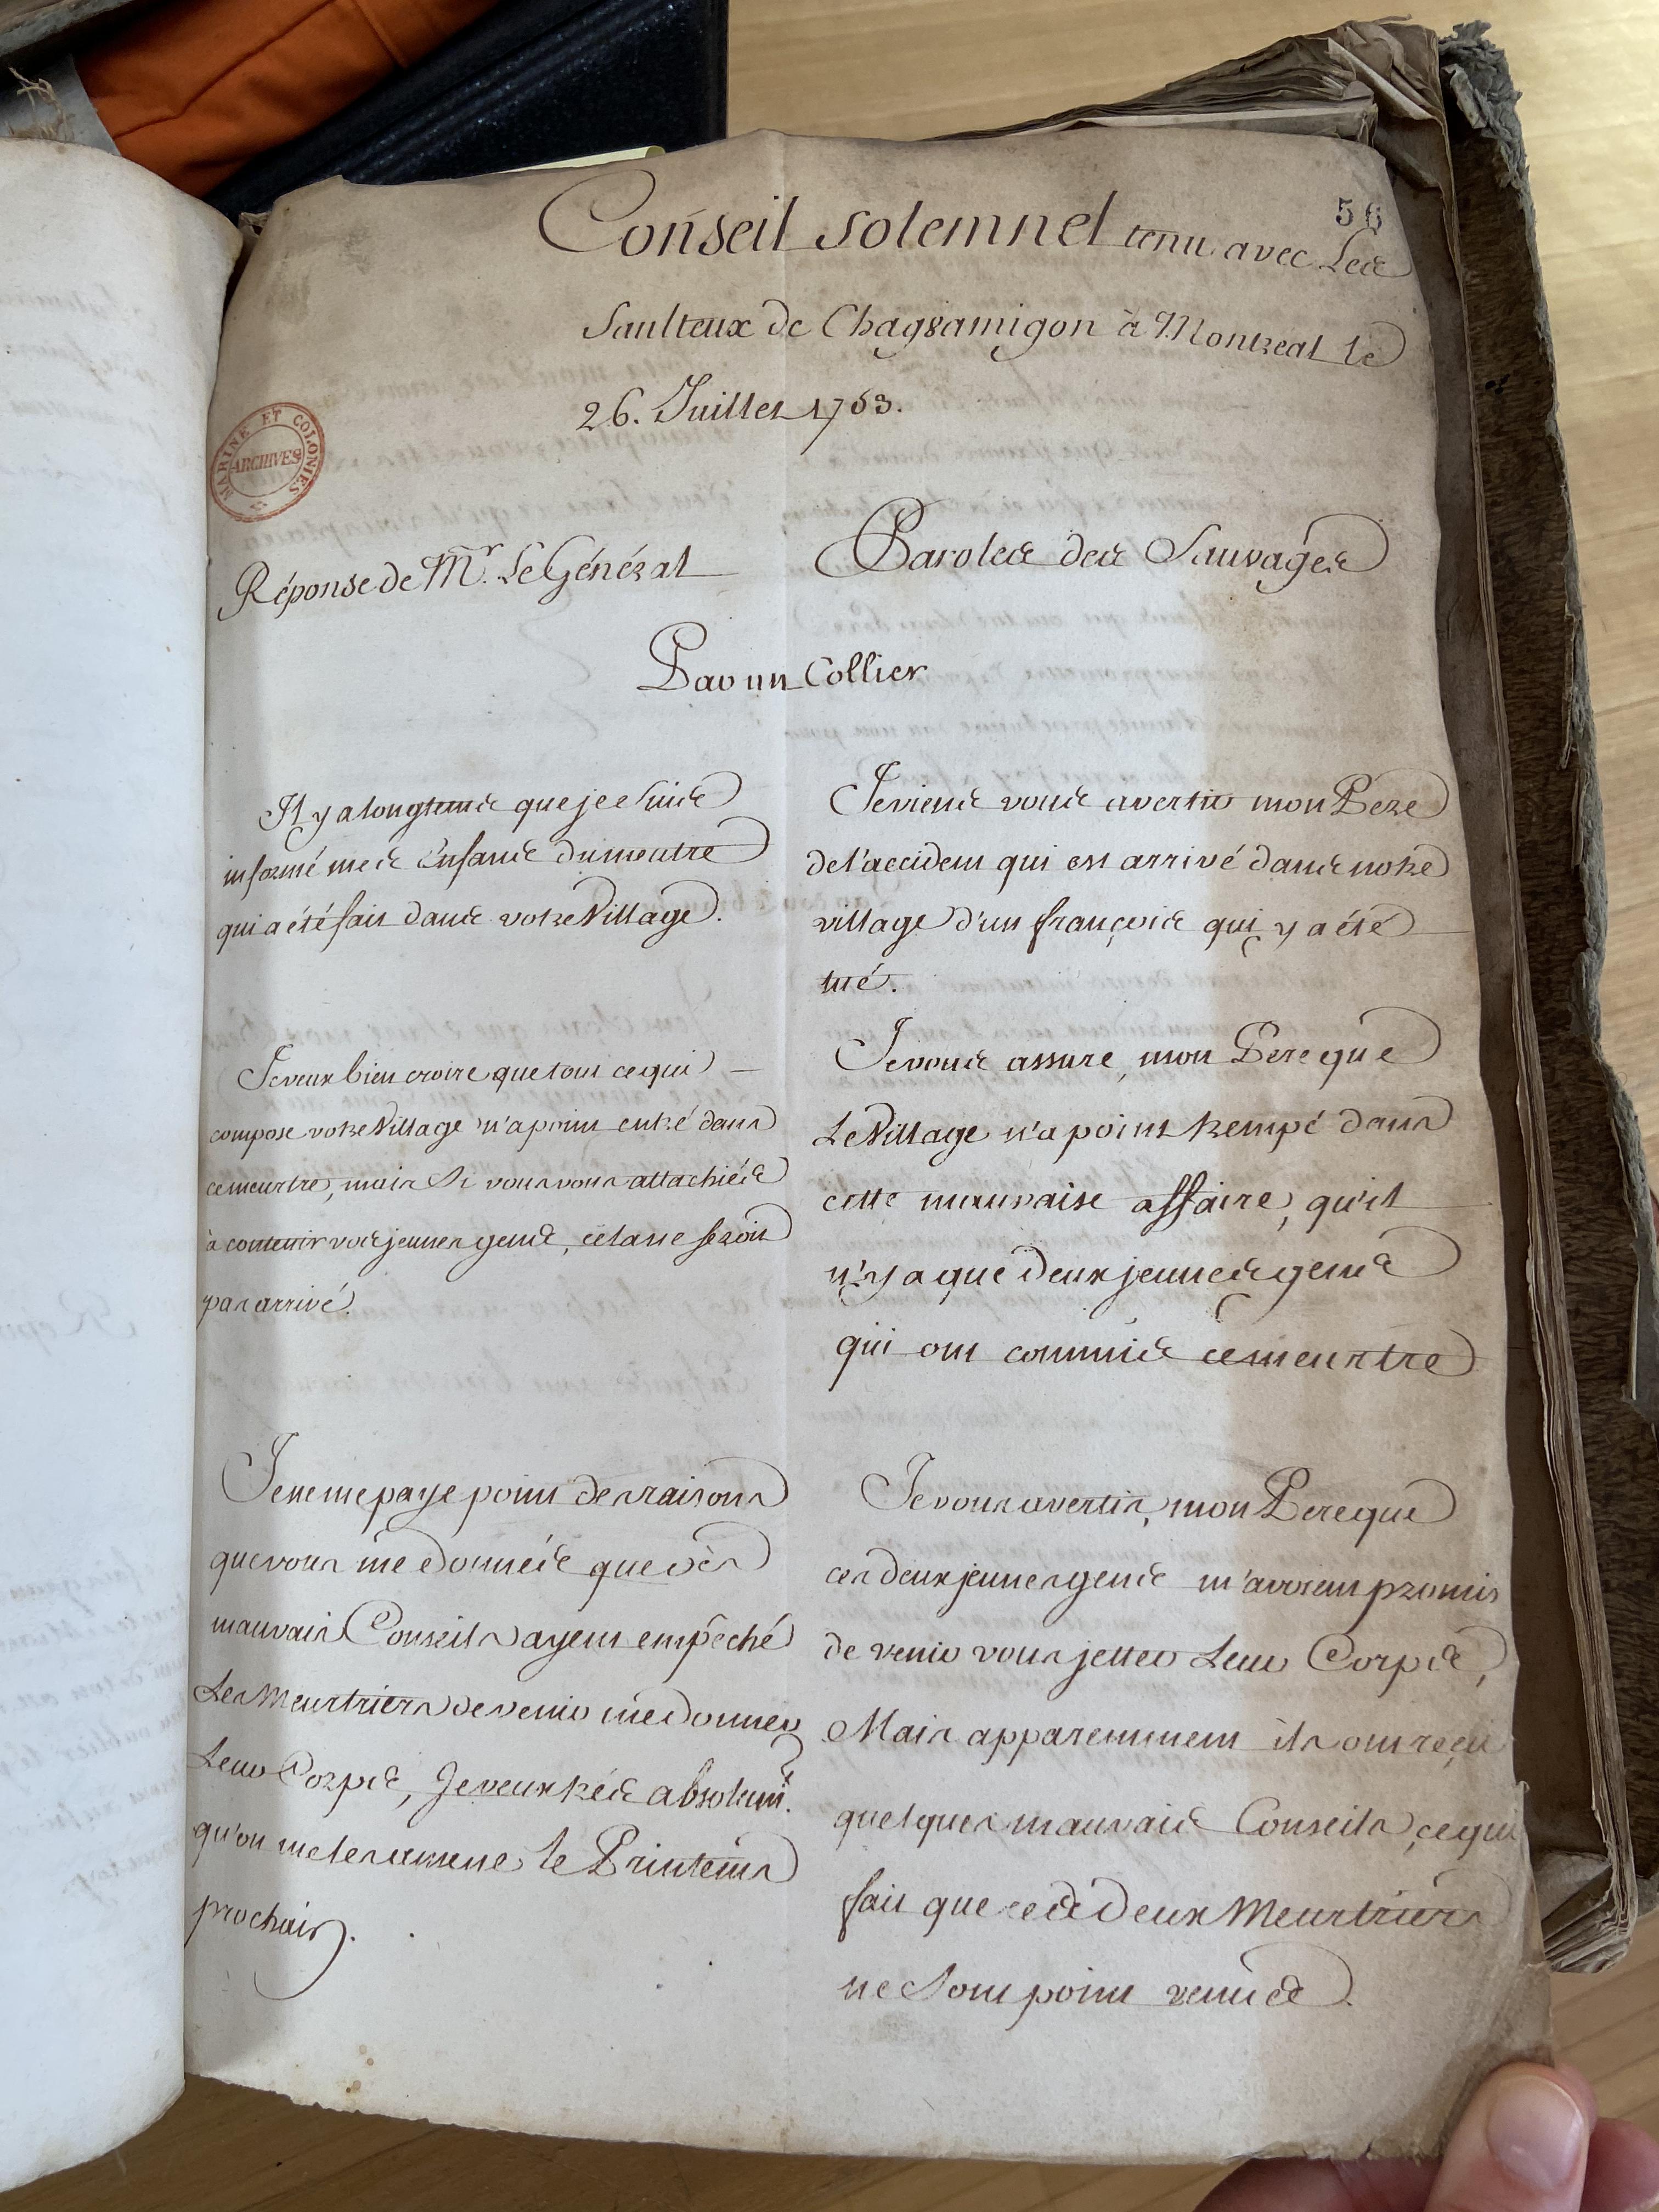 56
Conseil solemnel tenu avec Les
Saulteux de Chag8amigon à Montreal le
26. Juillet 1753.
MARINE ET COLONIES
ARCHIVES
Réponse de Mr. Le Général
Par un Collier
Il y a longtems que je suis
informé mes Enfans du meutre
qui a été fait dans votre Village.
Je veux bien croire que tout ce qui
compose votre Village n'a point entré dans
ce meurtre, mais si vous vous attachiés
à contenir vos jeunes gens, cela ne seroit
pas arrivé.
Je ne me paye point des raisons
que vous me donnés que des
mauvais Conseils ayent empêché
Les Meurtriers de venir me donner
Leur Corps, Je veux trés absolumt.
qu'on me les amene le Printems
prochain.
Paroles des Sauvages
Je viens vous avertir mon Pere
de l'accident qui est arrivé dans notre
village d'un françois qui y a été
tué.
Je vous assure, mon Pere que
Le Village n'a point trempé dans
cette mauvaise affaire, qu'il
n'y a que deux jeunes gens
qui ont commis ce meurtre
Je vous avertis, mon Pere que
ces deux jeunes gens m'avoient promis
de venir vous jetter Leur Corps,
Mais apparemment ils ont reçu
quelques mauvais Conseils, ce qui
fait que ces deux Meurtriers
ne sont point venus.